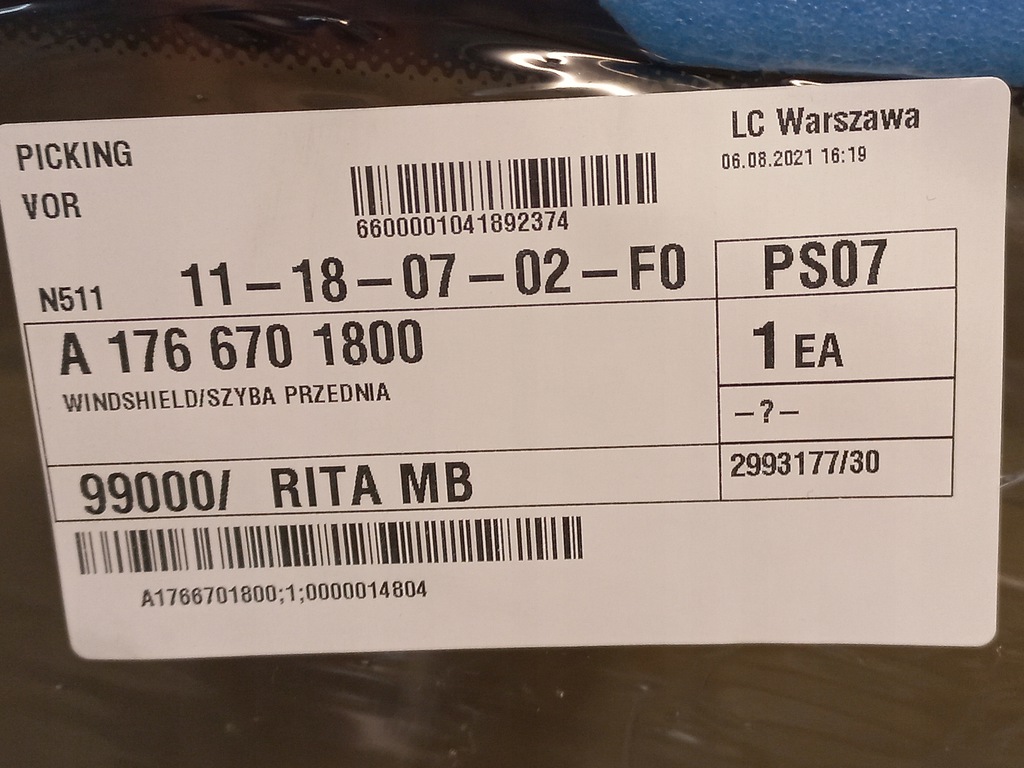 PICKING
LC Warszawa
06.08.2021 16:19
VOR
6600001041892374
N511 11-18-07-02-F0 PS07
A 176 670 1800
1 EA
WINDSHIELD/SZYBA PRZEDNIA
-?-
99000/ RITA MB
2993177/30
A1766701800;1;0000014804